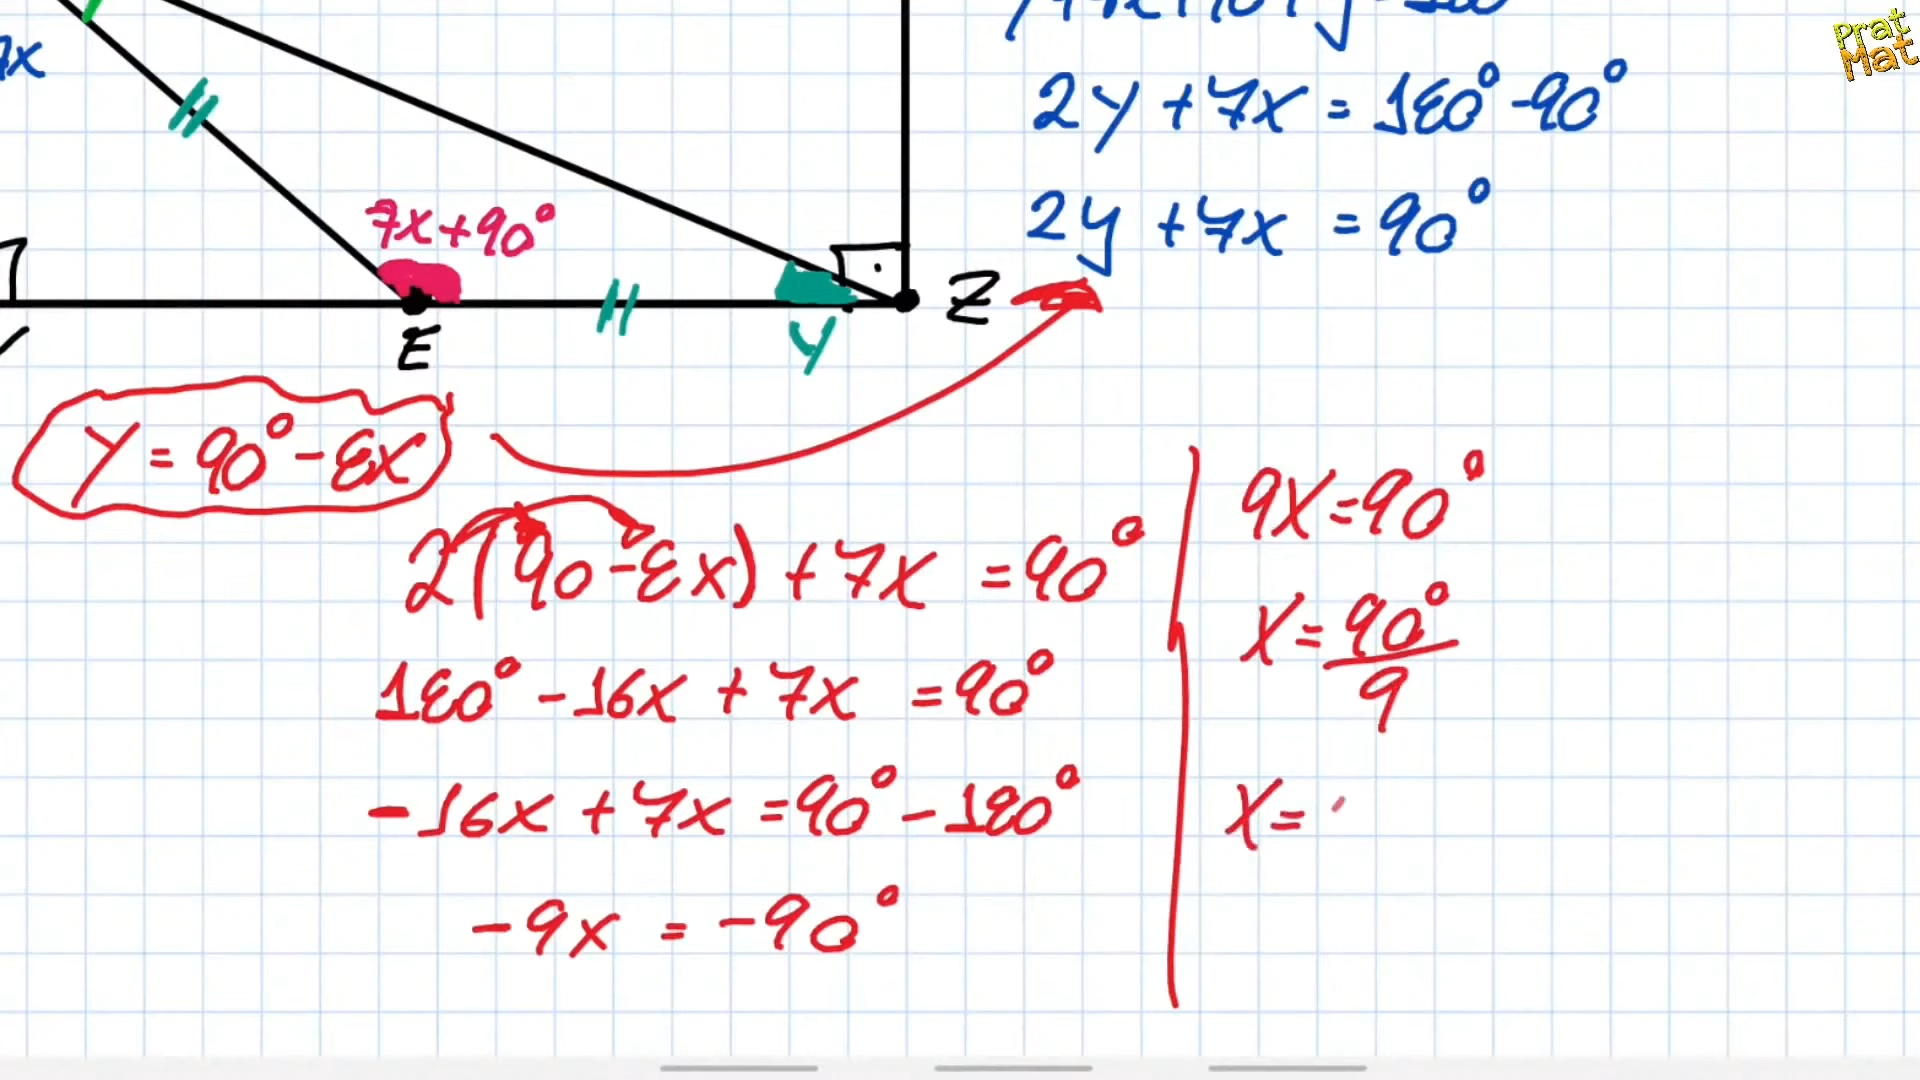 Prat
Mat
7x
2y + 7x = 180° - 90°
2y + 7x = 90°
7x + 90°
Z
E
y
y = 90° - 8x
2(90 - 8x) + 7x = 90°
180° - 16x + 7x = 90°
-16x + 7x = 90° - 180°
-9x = -90°
9x = 90°
x = 90°/9
x =